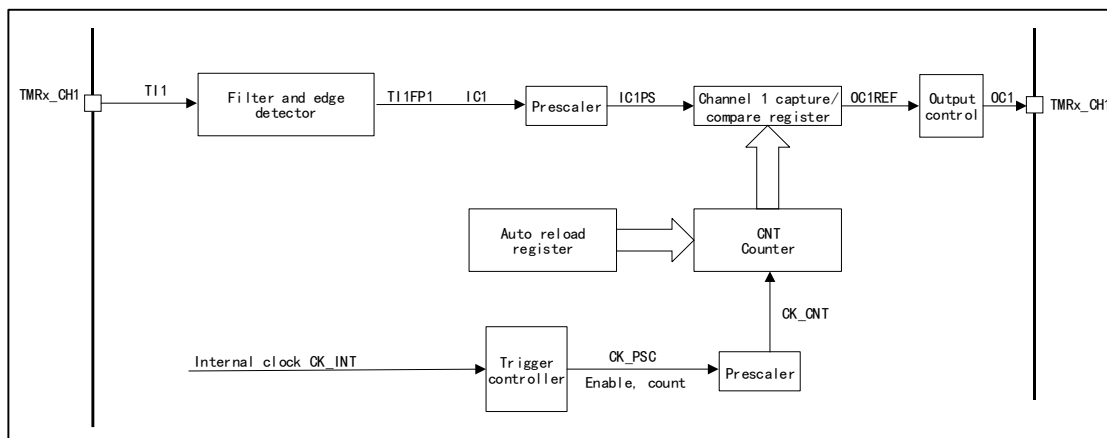 TMRx_CH1
TI1
Filter and edge
detector
TI1FP1
IC1
Prescaler
IC1PS
Channel 1 capture/
compare register
OC1REF
Output
control
OC1
TMRx_CH1
Auto reload
register
CNT
Counter
CK_CNT
Internal clock CK_INT
Trigger
controller
CK_PSC
Enable, count
Prescaler